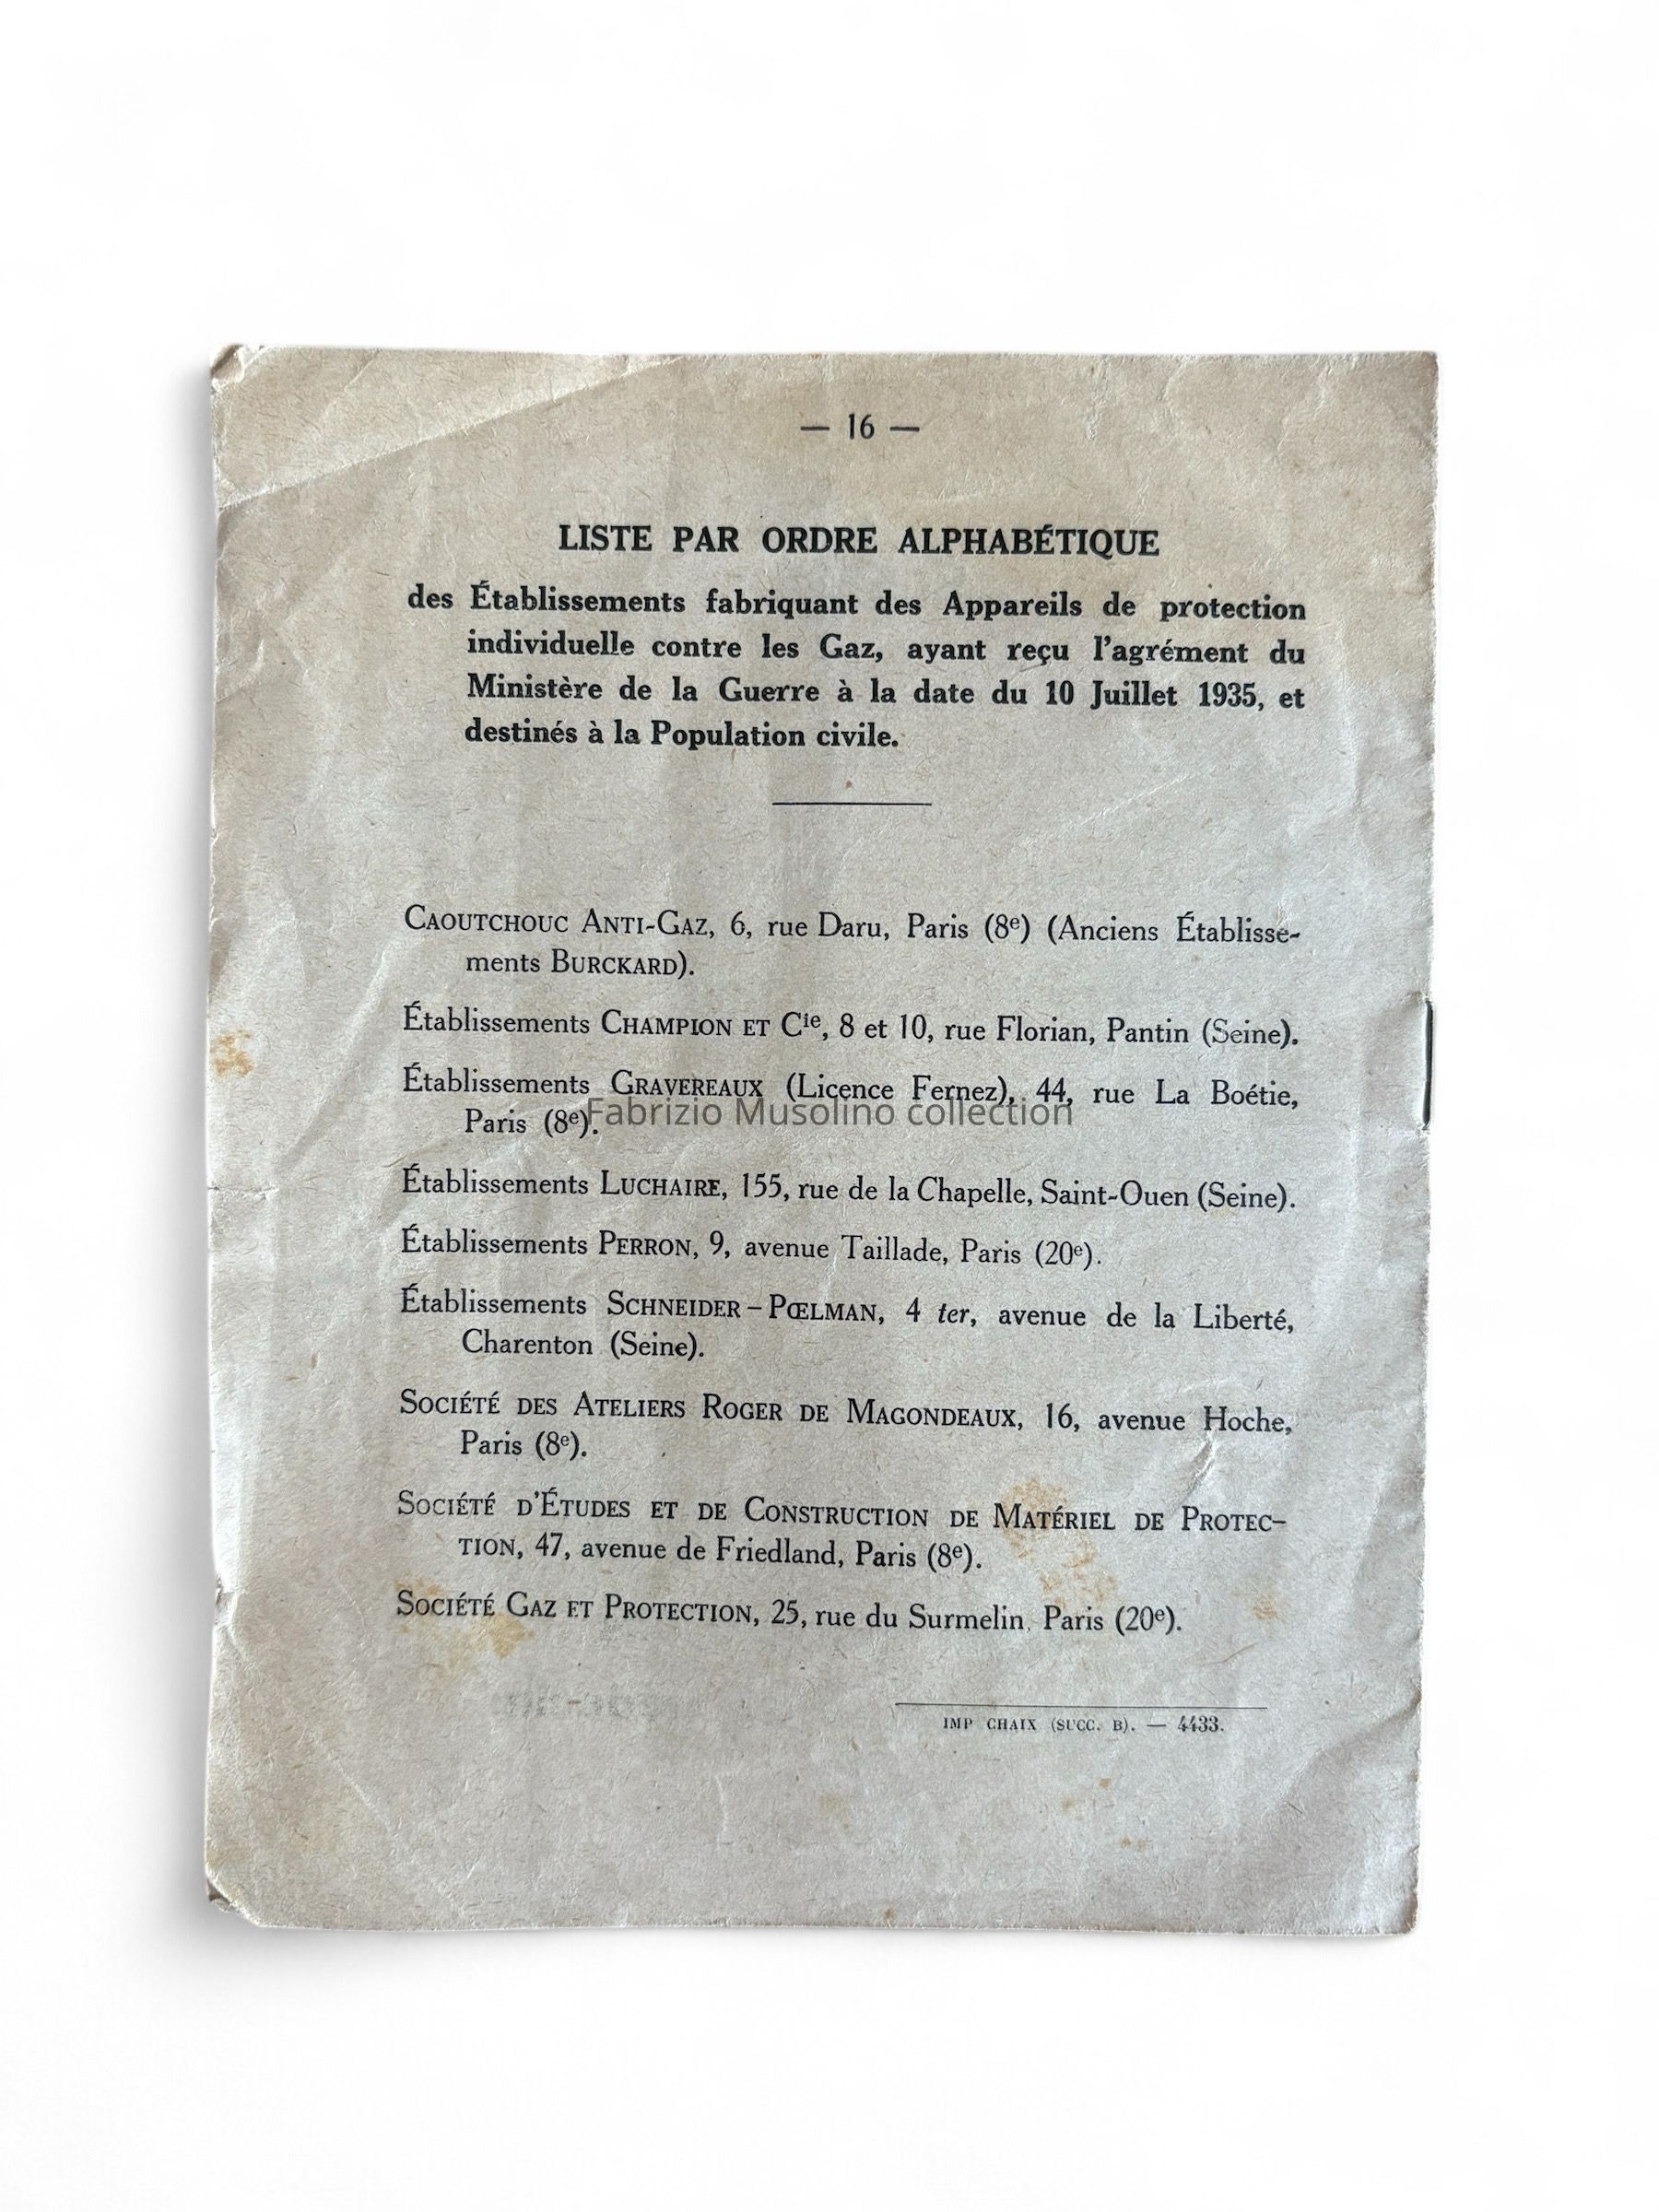 — 16 —
LISTE PAR ORDRE ALPHABÉTIQUE
des Établissements fabriquant des Appareils de protection
individuelle contre les Gaz, ayant reçu l'agrément du
Ministère de la Guerre à la date du 10 Juillet 1935, et
destinés à la Population civile.
CAOUTCHOUC ANTI-GAZ, 6, rue Daru, Paris (8e) (Anciens Établisse-
ments BURCKARD).
Établissements CHAMPION ET Cie, 8 et 10, rue Florian, Pantin (Seine).
Établissements GRAVEREAUX (Licence Fernez), 44, rue La Boétie,
Paris (8e).
Fabrizio Musolino collection
Établissements LUCHAIRE, 155, rue de la Chapelle, Saint-Ouen (Seine).
Établissements PERRON, 9, avenue Taillade, Paris (20e).
Établissements SCHNEIDER-PŒLMAN, 4 ter, avenue de la Liberté,
Charenton (Seine).
SOCIÉTÉ DES ATELIERS ROGER DE MAGONDEAUX, 16, avenue Hoche,
Paris (8e).
SOCIÉTÉ D'ÉTUDES ET DE CONSTRUCTION DE MATÉRIEL DE PROTEC-
TION, 47, avenue de Friedland, Paris (8e).
SOCIÉTÉ GAZ ET PROTECTION, 25, rue du Surmelin, Paris (20e).
IMP CHAIX (SUCC. B). — 4433.